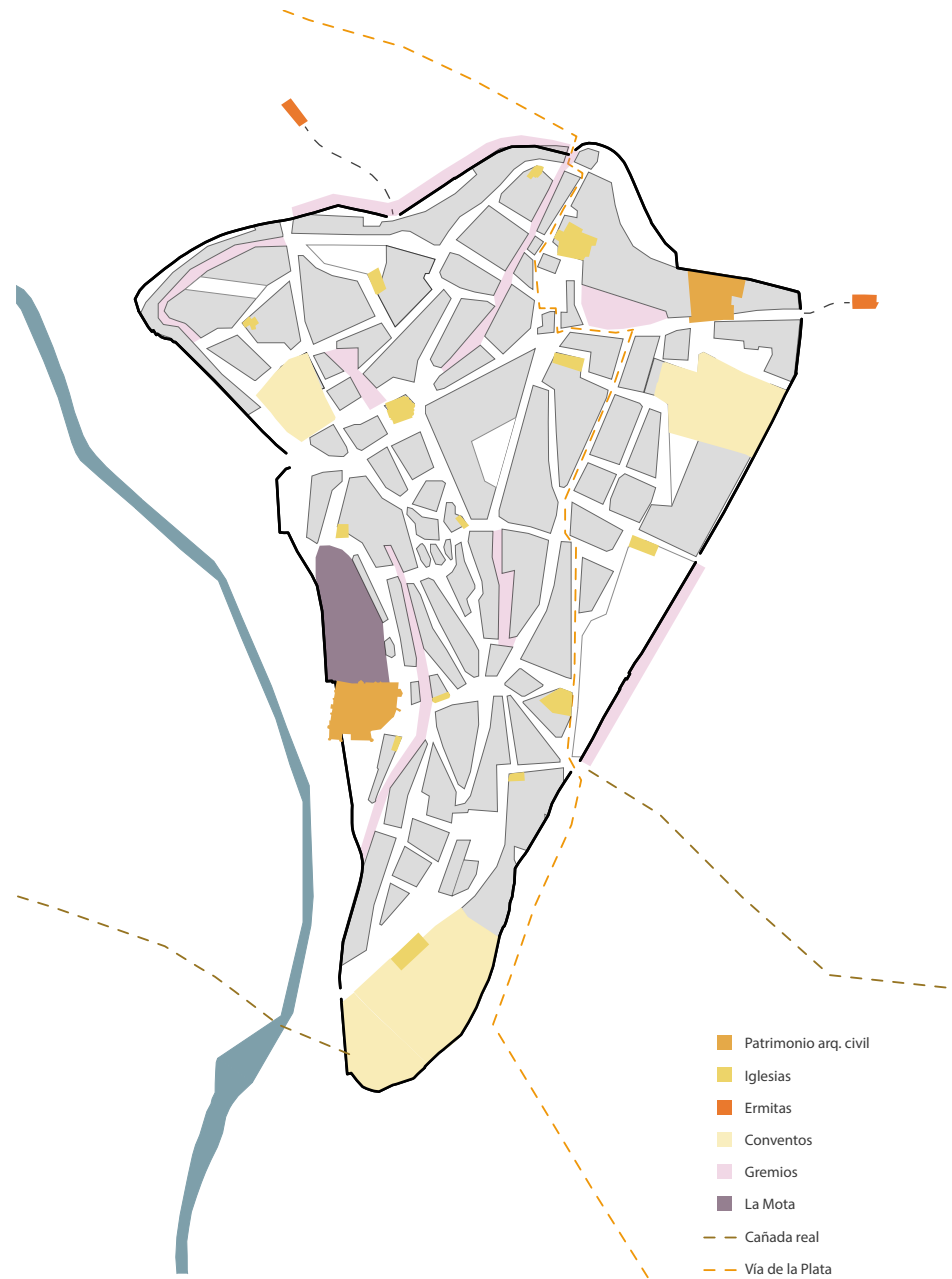 Patrimonio arq. civil
Iglesias
Ermitas
Conventos
Gremios
La Mota
Cañada real
Vía de la Plata